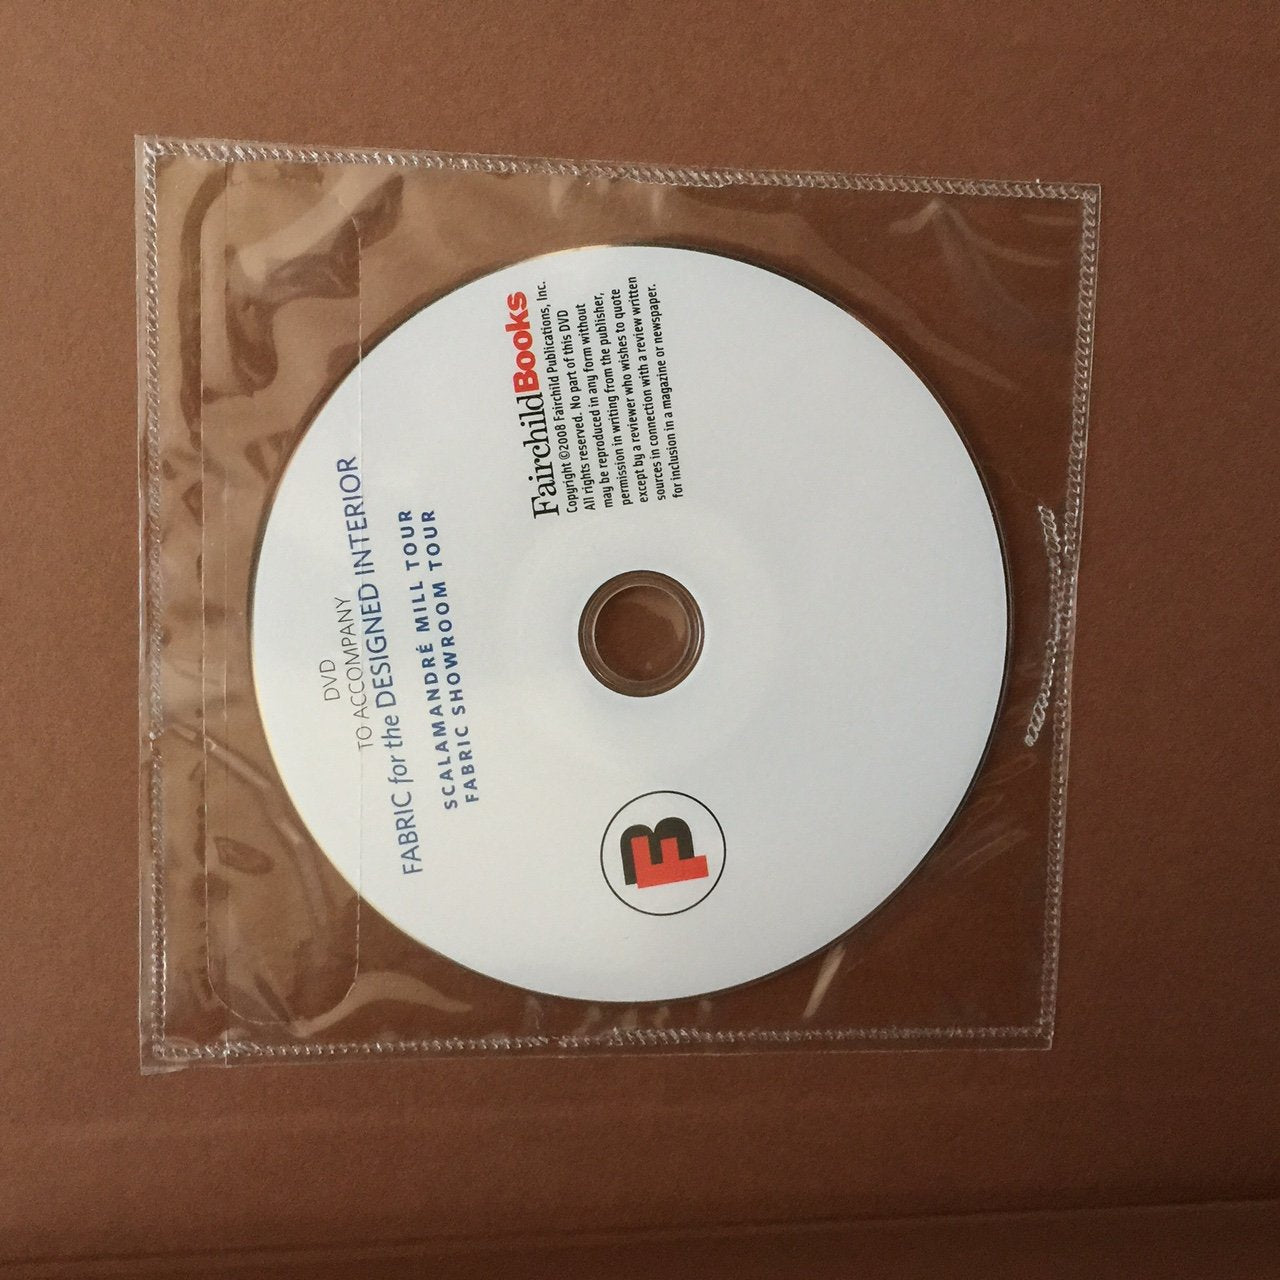 DVD
TO ACCOMPANY
FABRIC for the DESIGNED INTERIOR
SCALAMANDRÉ MILL TOUR
FABRIC SHOWROOM TOUR
FairchildBooks
Copyright ©2008 Fairchild Publications, Inc.
All rights reserved. No part of this DVD
may be reproduced in any form without
permission in writing from the publisher,
except by a reviewer who wishes to quote
sources in connection with a review written
for inclusion in a magazine or newspaper.
FB